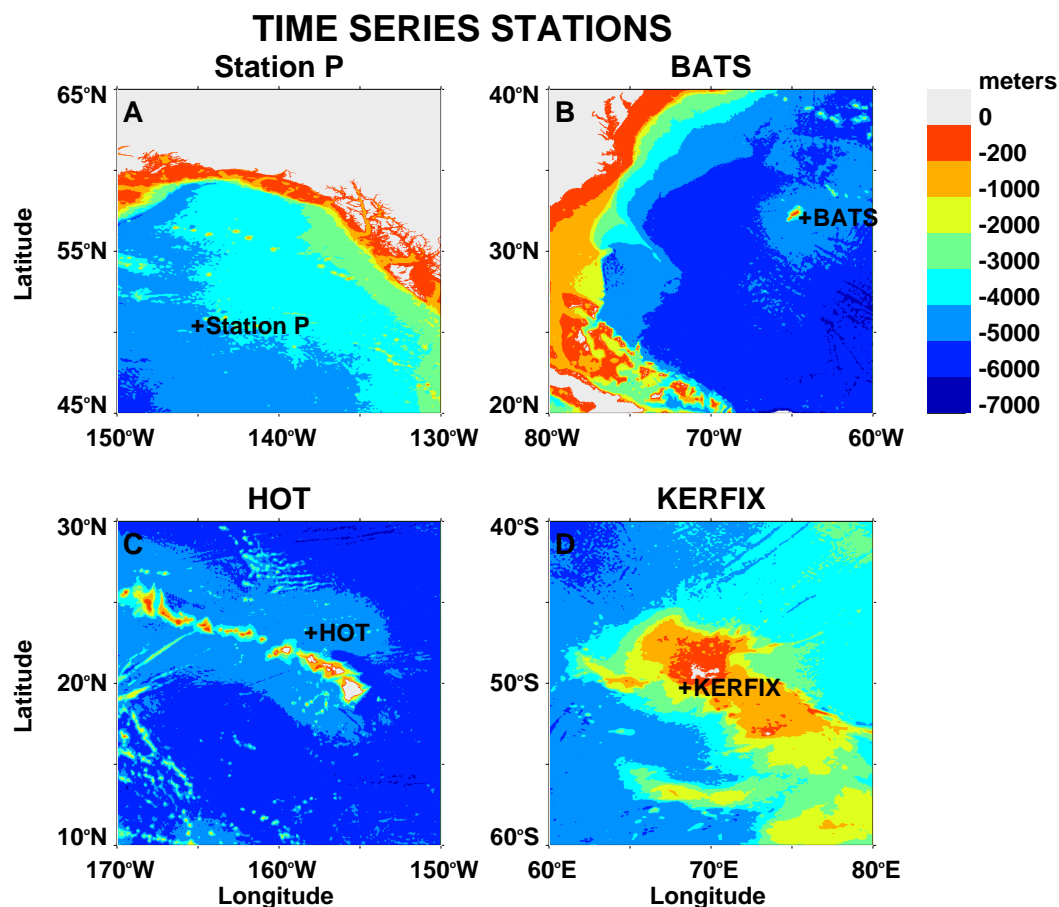 TIME SERIES STATIONS
Station P
BATS
meters
65°N
A
Latitude
55°N
+Station P
45°N
150°W
140°W
130°W
40°N
B
+BATS
30°N
20°N
80°W
70°W
60°W
0
-200
-1000
-2000
-3000
-4000
-5000
-6000
-7000
HOT
KERFIX
30°N
C
+HOT
Latitude
20°N
10°N
170°W
160°W
150°W
Longitude
40°S
D
50°S
+KERFIX
60°S
60°E
70°E
80°E
Longitude